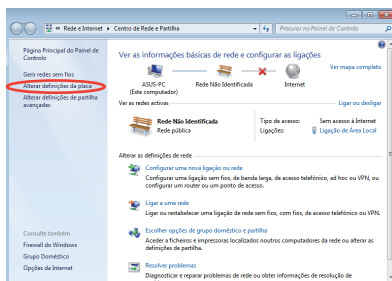 « Rede e Internet ▸ Centro de Rede e Partilha
Procurar no Painel de Controlo
Página Principal do Painel de
Controlo
Gerir redes sem fios
Alterar definições da placa
Alterar definições de partilha
avançadas
Ver as informações básicas de rede e configurar as ligações
Ver mapa completo
ASUS-PC
(Este computador)
Rede Não Identificada
Internet
Ver as redes activas
Ligar ou desligar
Rede Não Identificada
Rede pública
Tipo de acesso: Sem acesso à Internet
Ligações: Ligação de Área Local
Alterar as definições de rede
Configurar uma nova ligação ou rede
Configurar uma ligação sem fios, de banda larga, de acesso telefónico, ad hoc ou VPN, ou
configurar um router ou um ponto de acesso.
Ligar a uma rede
Ligar ou restabelecer uma ligação de rede sem fios, com fios, de acesso telefónico ou VPN.
Escolher opções de grupo doméstico e partilha
Aceder a ficheiros e impressoras localizados noutros computadores da rede ou alterar as
definições de partilha.
Resolver problemas
Diagnosticar e reparar problemas de rede ou obter informações de resolução de
Consulte também
Firewall do Windows
Grupo Doméstico
Opções da Internet